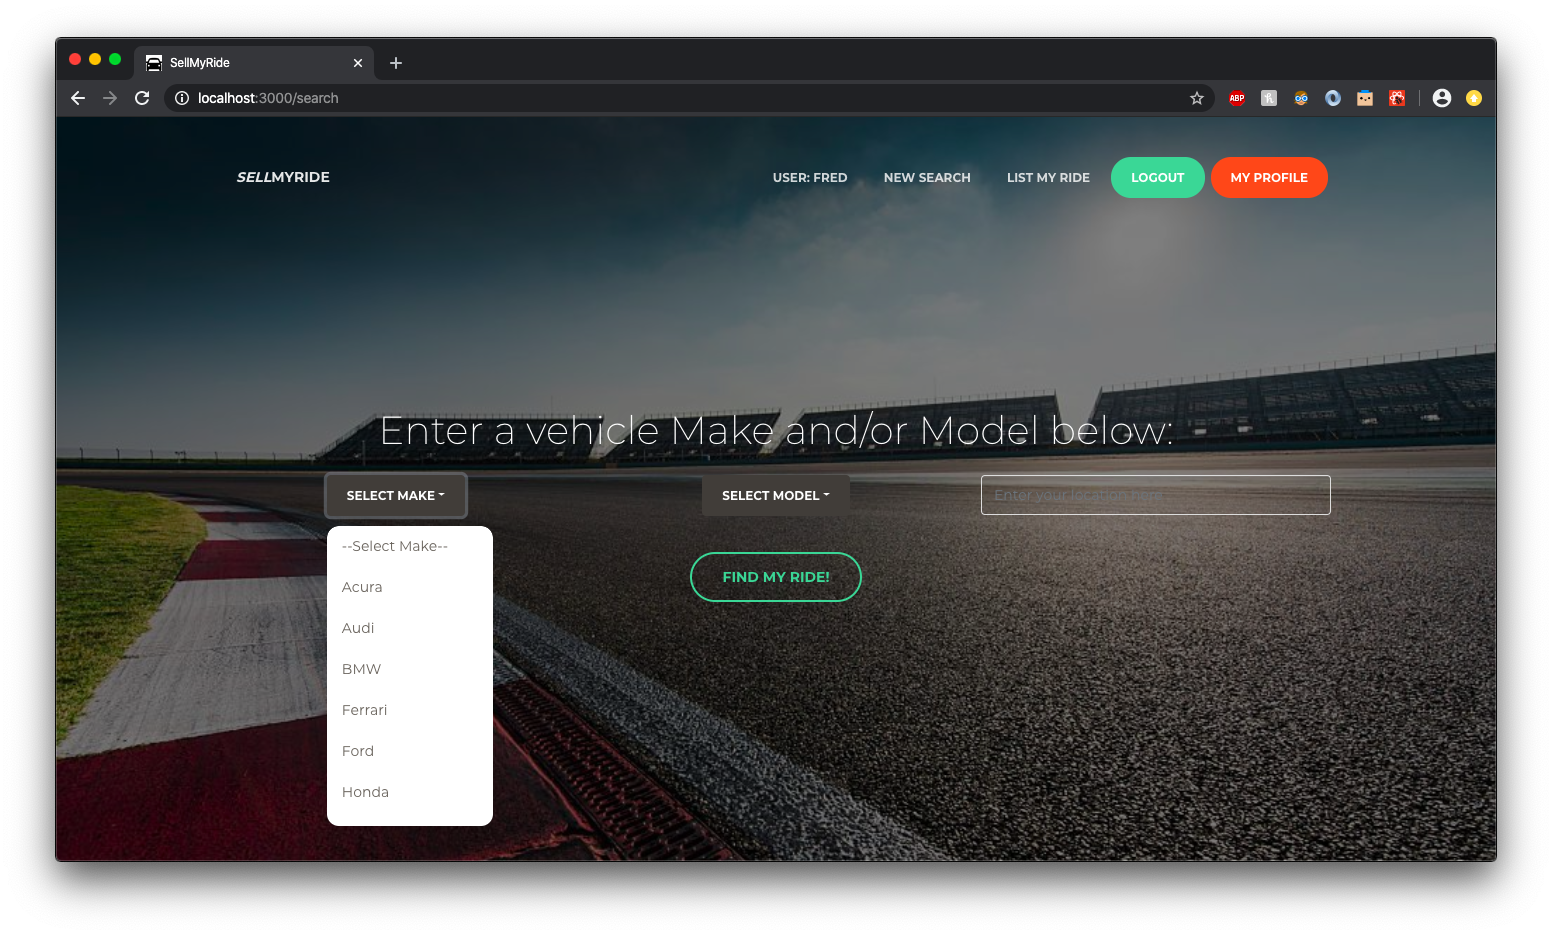 SellMyRide
localhost:3000/search
ABP
SELLMYRIDE
USER: FRED
NEW SEARCH
LIST MY RIDE
LOGOUT
MY PROFILE
Enter a vehicle Make and/or Model below:
SELECT MAKE
SELECT MODEL
Enter your location here
--Select Make--
Acura
Audi
BMW
Ferrari
Ford
Honda
FIND MY RIDE!